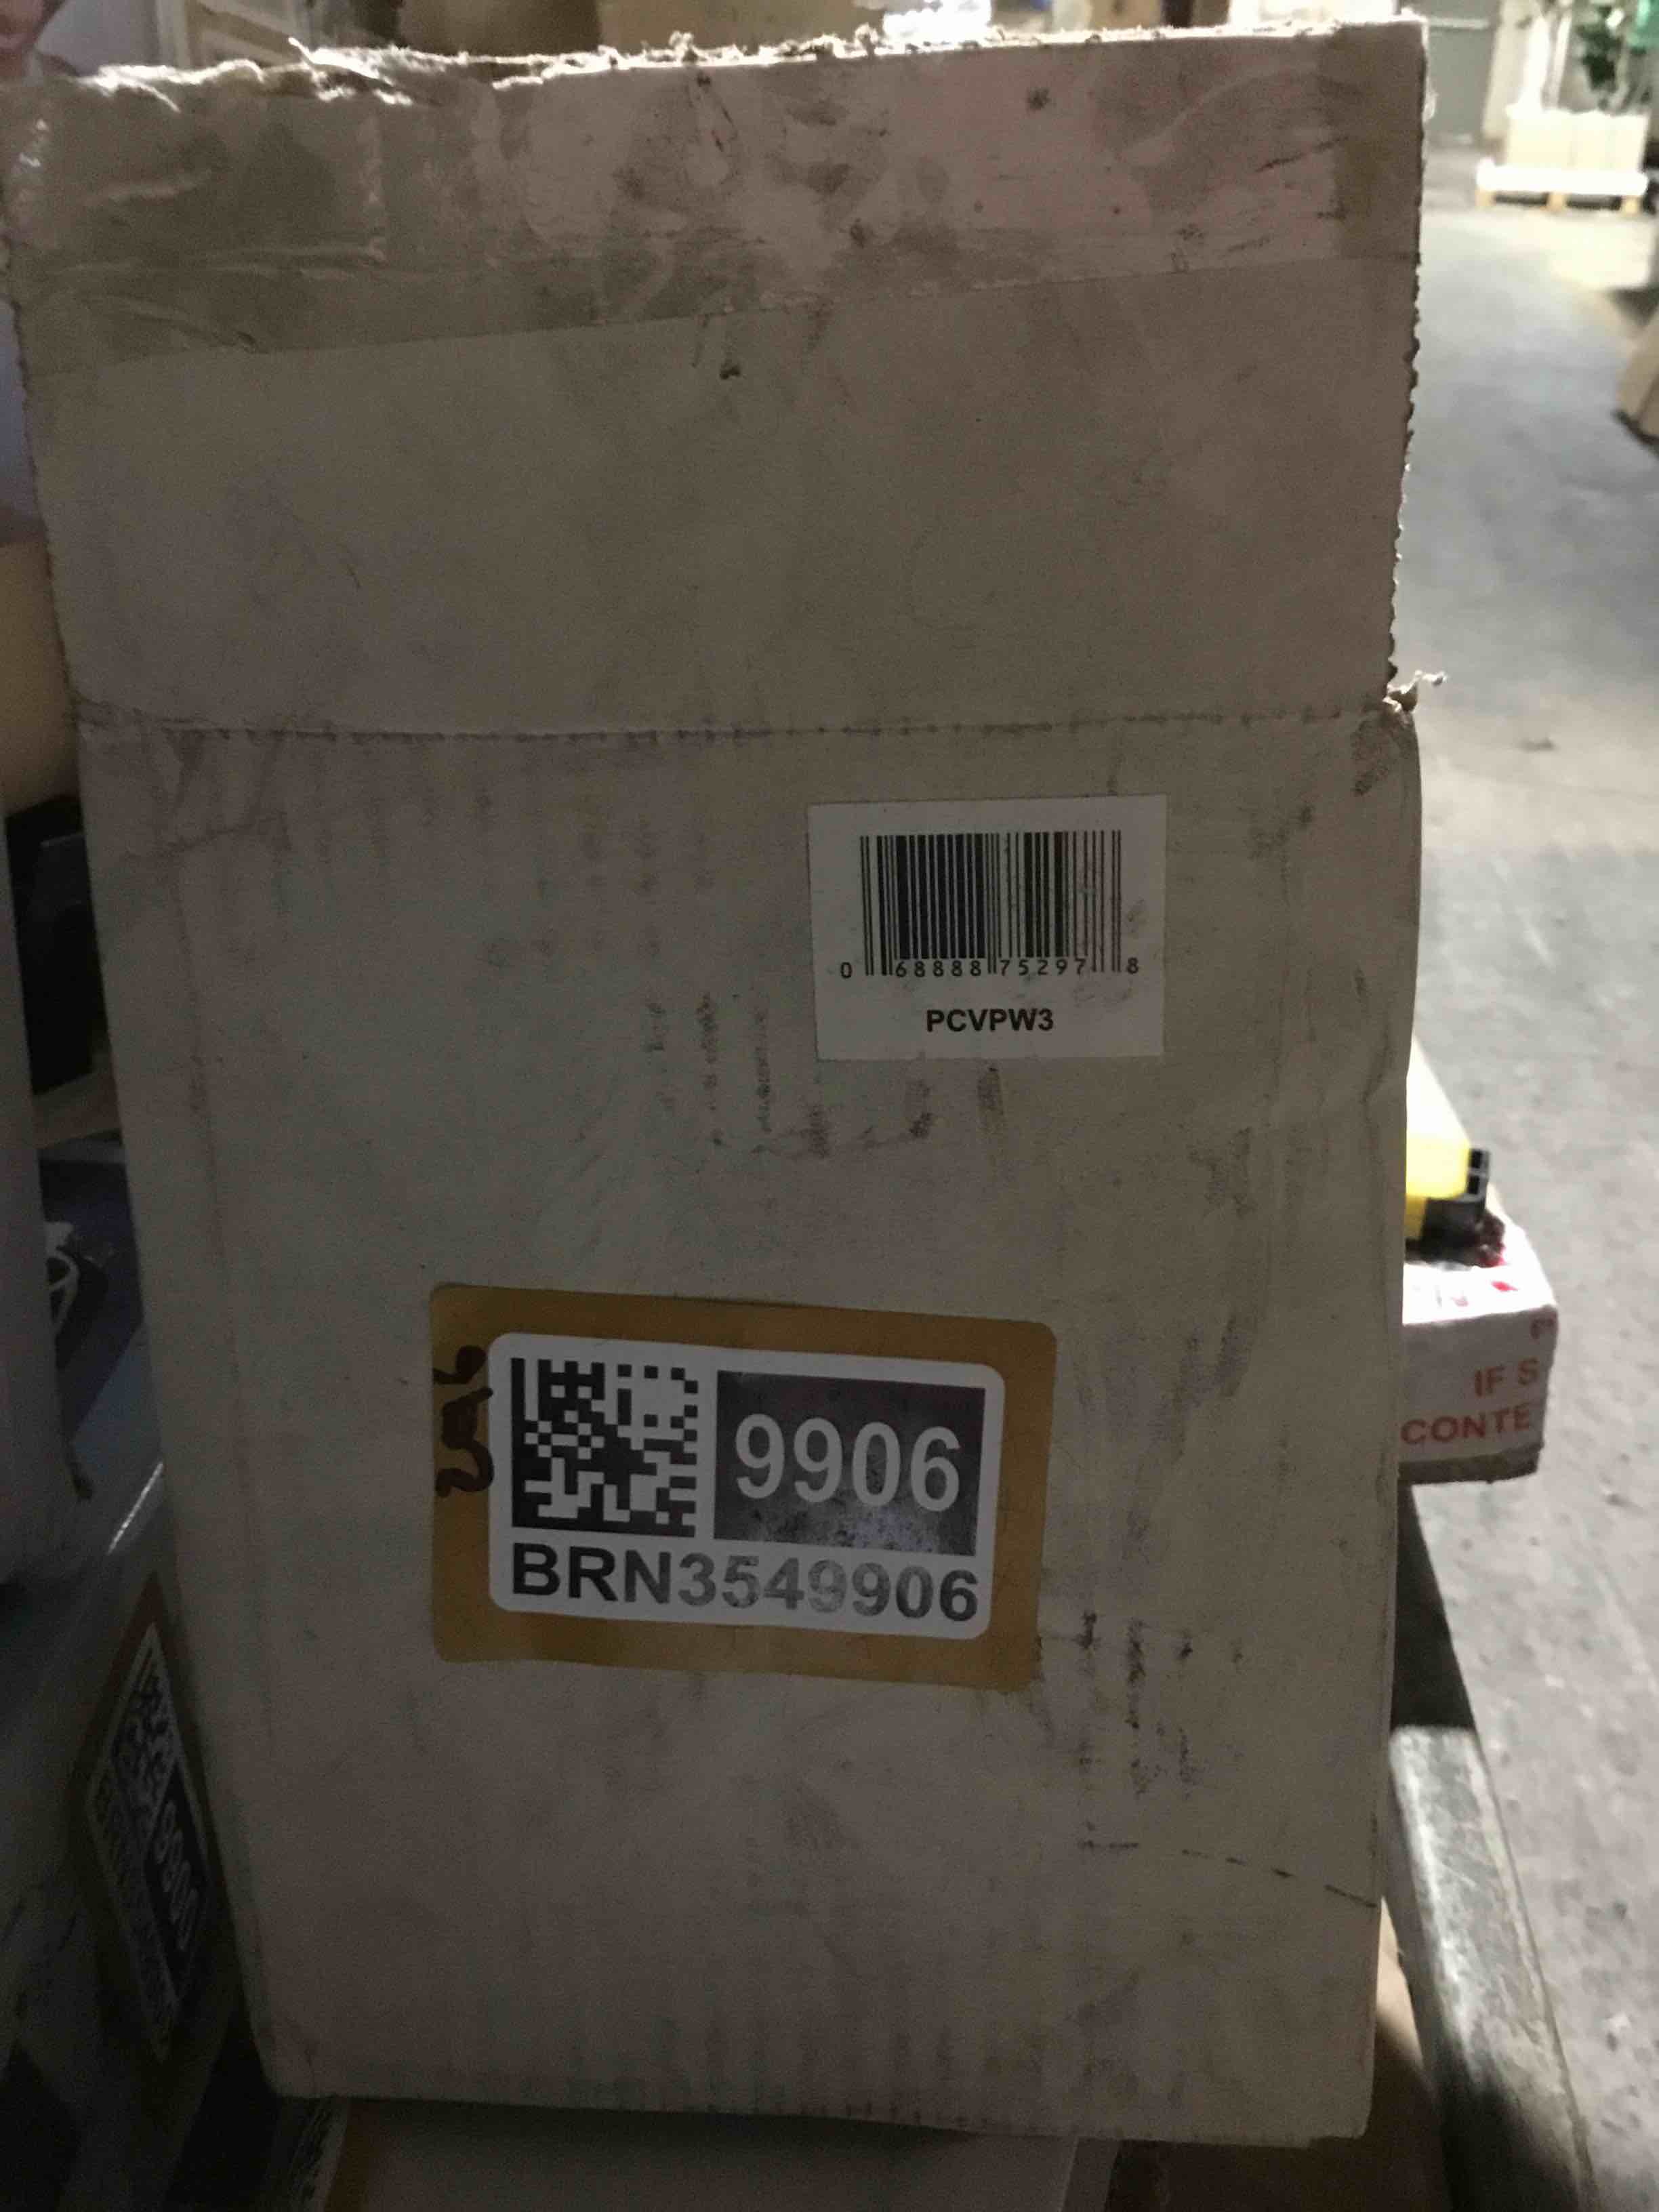 0 68888 75297 8
PCVPW3
9906
BRN3549906
IF S
CONTE